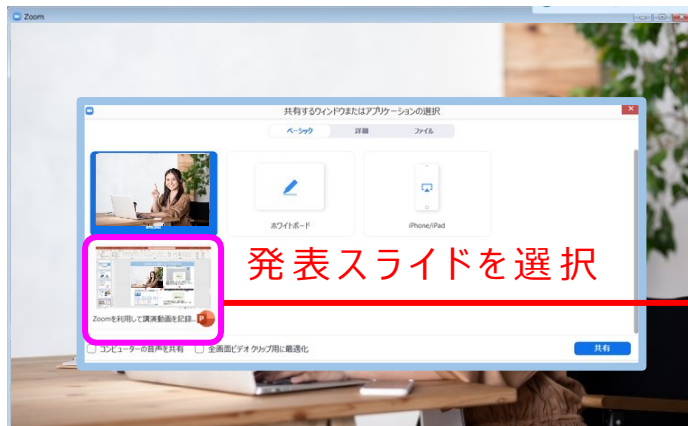 Zoom
共有するウィンドウまたはアプリケーションの選択
ベーシック 詳細 ファイル
ホワイトボード iPhone/iPad
発表スライドを選択
Zoomを利用して講演動画を記録...
コンピューターの音声を共有 全画面ビデオ クリップ用に最適化 共有